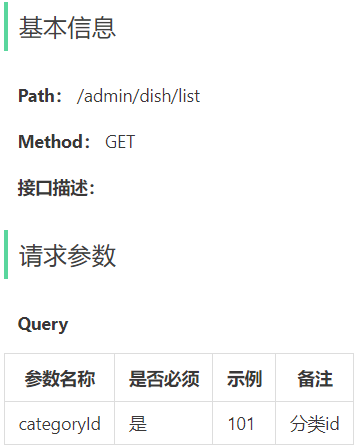 基本信息
Path： /admin/dish/list
Method： GET
接口描述：
请求参数
Query
参数名称 是否必须 示例 备注
categoryId 是 101 分类id